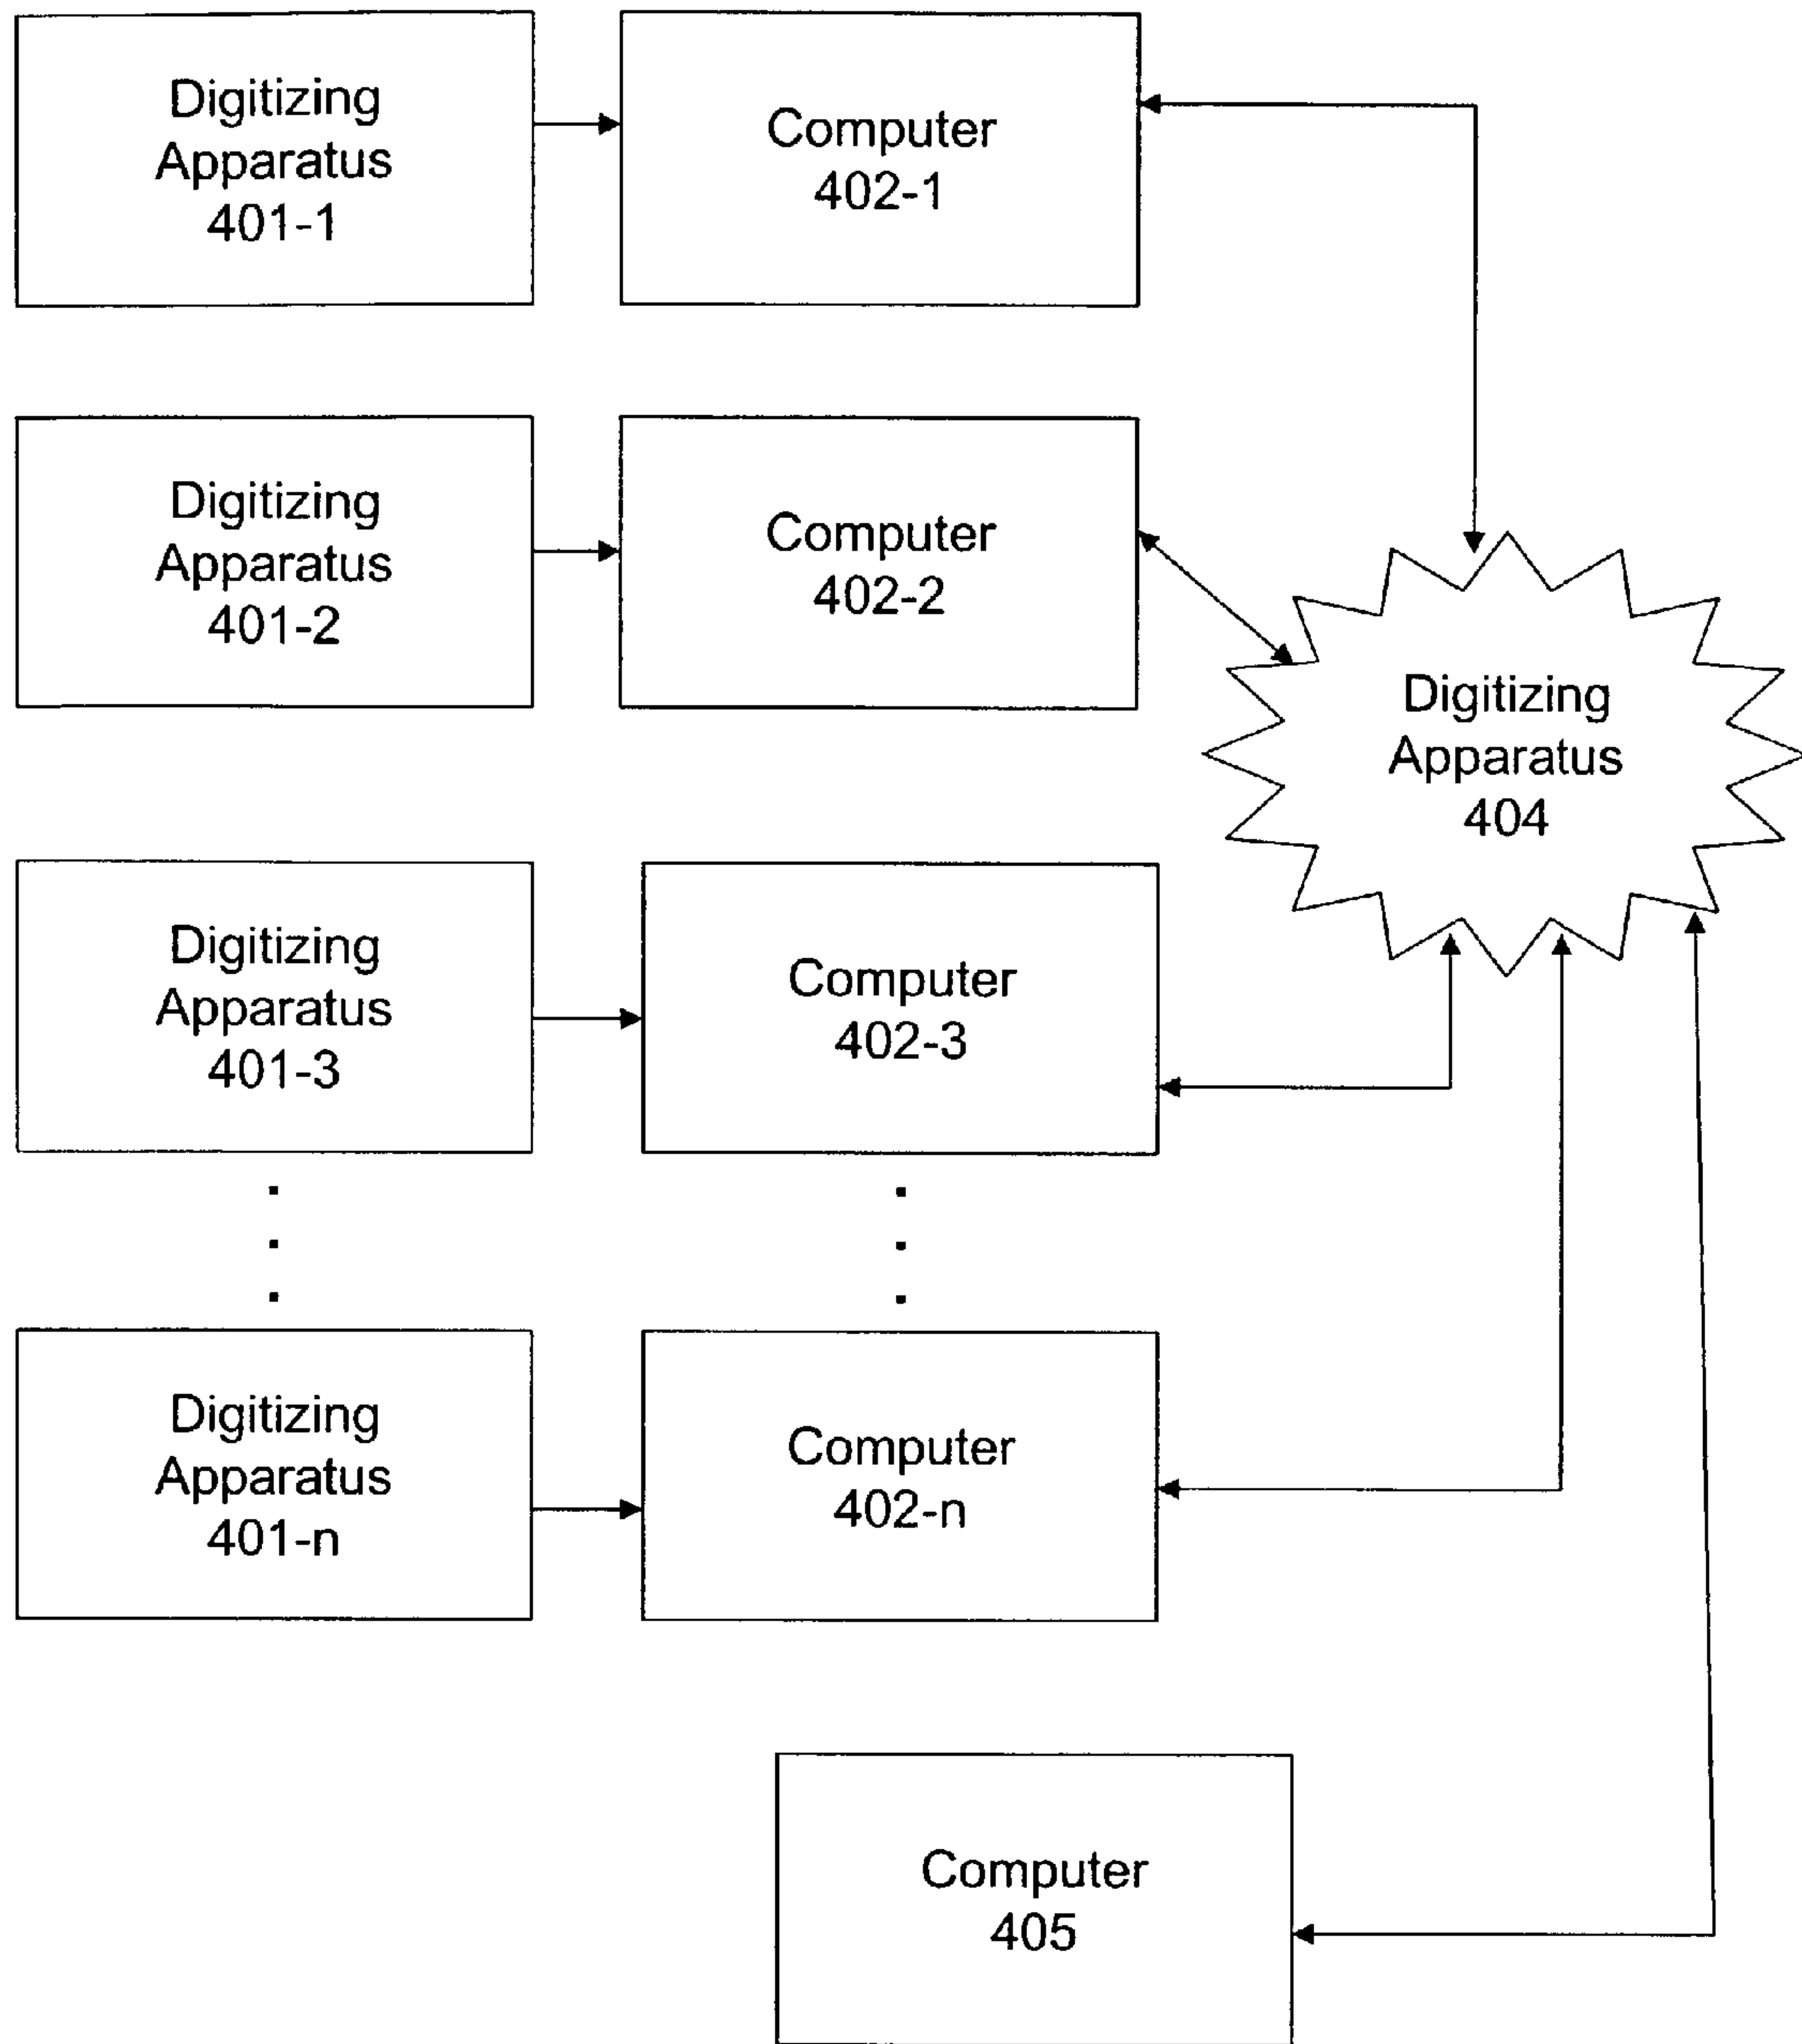 Digitizing
Apparatus
401-1
Computer
402-1
Digitizing
Apparatus
401-2
Computer
402-2
Digitizing
Apparatus
404
Digitizing
Apparatus
401-3
Computer
402-3
Digitizing
Apparatus
401-n
Computer
402-n
Computer
405